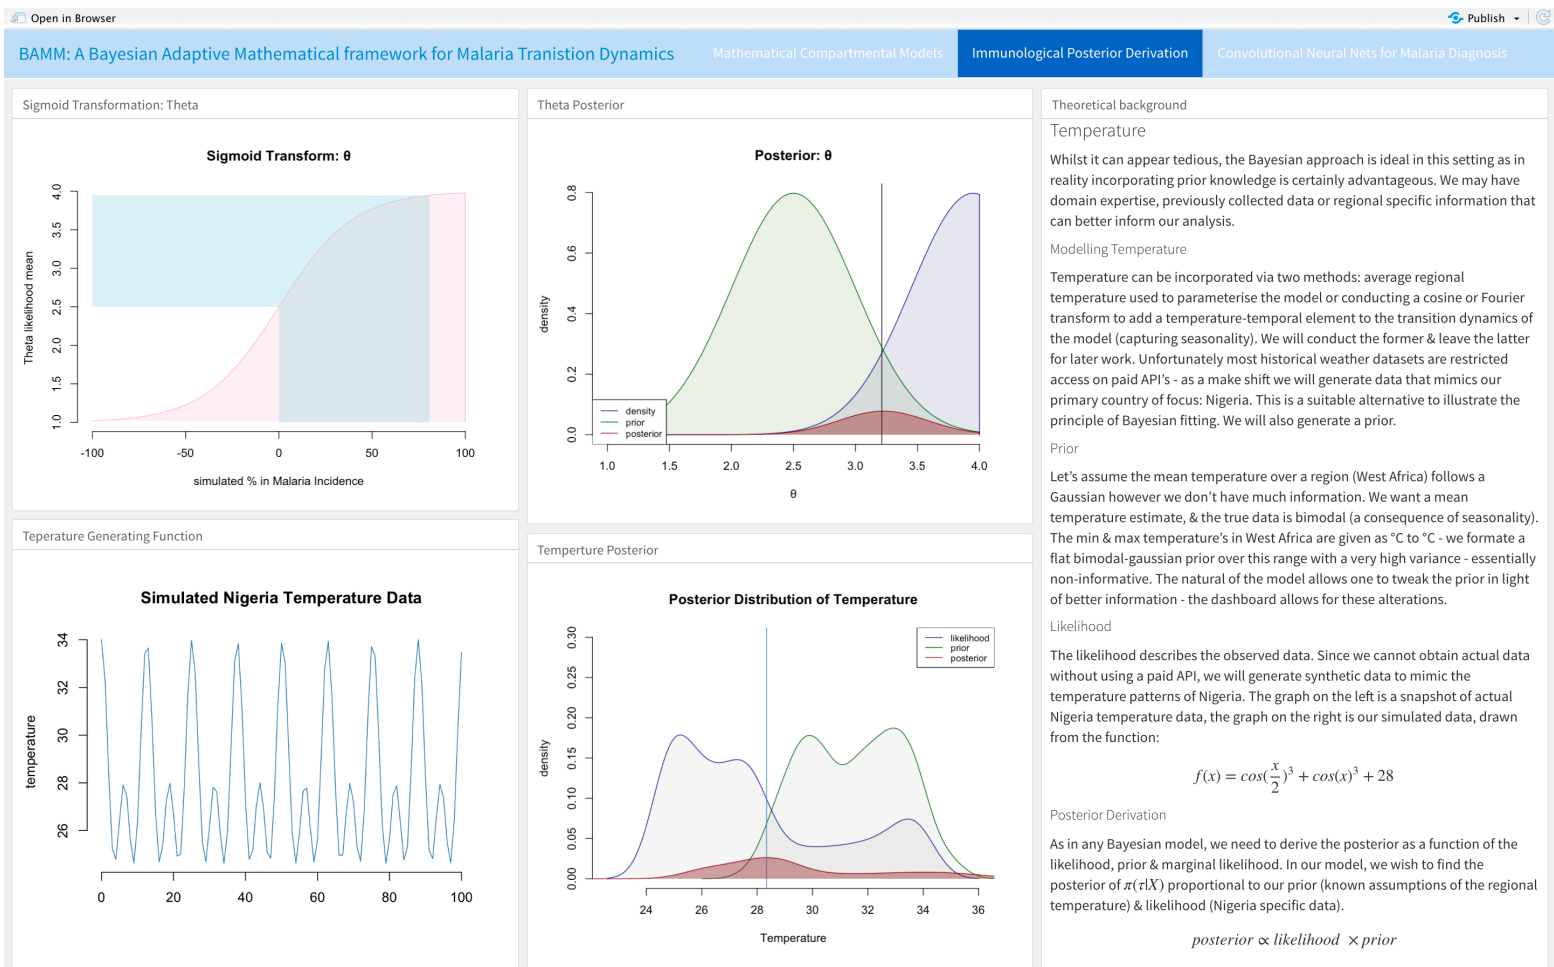 Open in Browser
Publish
BAMM: A Bayesian Adaptive Mathematical framework for Malaria Tranistion Dynamics
Mathematical Compartmental Models
Immunological Posterior Derivation
Convolutional Neural Nets for Malaria Diagnosis
Sigmoid Transformation: Theta
Sigmoid Transform: θ
Theta likelihood mean
4.0
3.5
3.0
2.5
2.0
1.5
1.0
-100 -50 0 50 100
simulated % in Malaria Incidence
Teperature Generating Function
Simulated Nigeria Temperature Data
temperature
34
32
30
28
26
0 20 40 60 80 100
Theta Posterior
Posterior: θ
density
0.8
0.6
0.4
0.2
0.0
density
prior
posterior
1.0 1.5 2.0 2.5 3.0 3.5 4.0
θ
Temperture Posterior
Posterior Distribution of Temperature
density
0.30
0.25
0.20
0.15
0.10
0.05
0.00
likelihood
prior
posterior
24 26 28 30 32 34 36
Temperature
Theoretical background
Temperature
Whilst it can appear tedious, the Bayesian approach is ideal in this setting as in
reality incorporating prior knowledge is certainly advantageous. We may have
domain expertise, previously collected data or regional specific information that
can better inform our analysis.
Modelling Temperature
Temperature can be incorporated via two methods: average regional
temperature used to parameterise the model or conducting a cosine or Fourier
transform to add a temperature-temporal element to the transition dynamics of
the model (capturing seasonality). We will conduct the former & leave the latter
for later work. Unfortunately most historical weather datasets are restricted
access on paid API's - as a make shift we will generate data that mimics our
primary country of focus: Nigeria. This is a suitable alternative to illustrate the
principle of Bayesian fitting. We will also generate a prior.
Prior
Let's assume the mean temperature over a region (West Africa) follows a
Gaussian however we don't have much information. We want a mean
temperature estimate, & the true data is bimodal (a consequence of seasonality).
The min & max temperature's in West Africa are given as °C to °C - we formate a
flat bimodal-gaussian prior over this range with a very high variance - essentially
non-informative. The natural of the model allows one to tweak the prior in light
of better information - the dashboard allows for these alterations.
Likelihood
The likelihood describes the observed data. Since we cannot obtain actual data
without using a paid API, we will generate synthetic data to mimic the
temperature patterns of Nigeria. The graph on the left is a snapshot of actual
Nigeria temperature data, the graph on the right is our simulated data, drawn
from the function:
f(x) = cos(x/2)³ + cos(x)³ + 28
Posterior Derivation
As in any Bayesian model, we need to derive the posterior as a function of the
likelihood, prior & marginal likelihood. In our model, we wish to find the
posterior of π(τ|X) proportional to our prior (known assumptions of the regional
temperature) & likelihood (Nigeria specific data).
posterior ∝ likelihood × prior